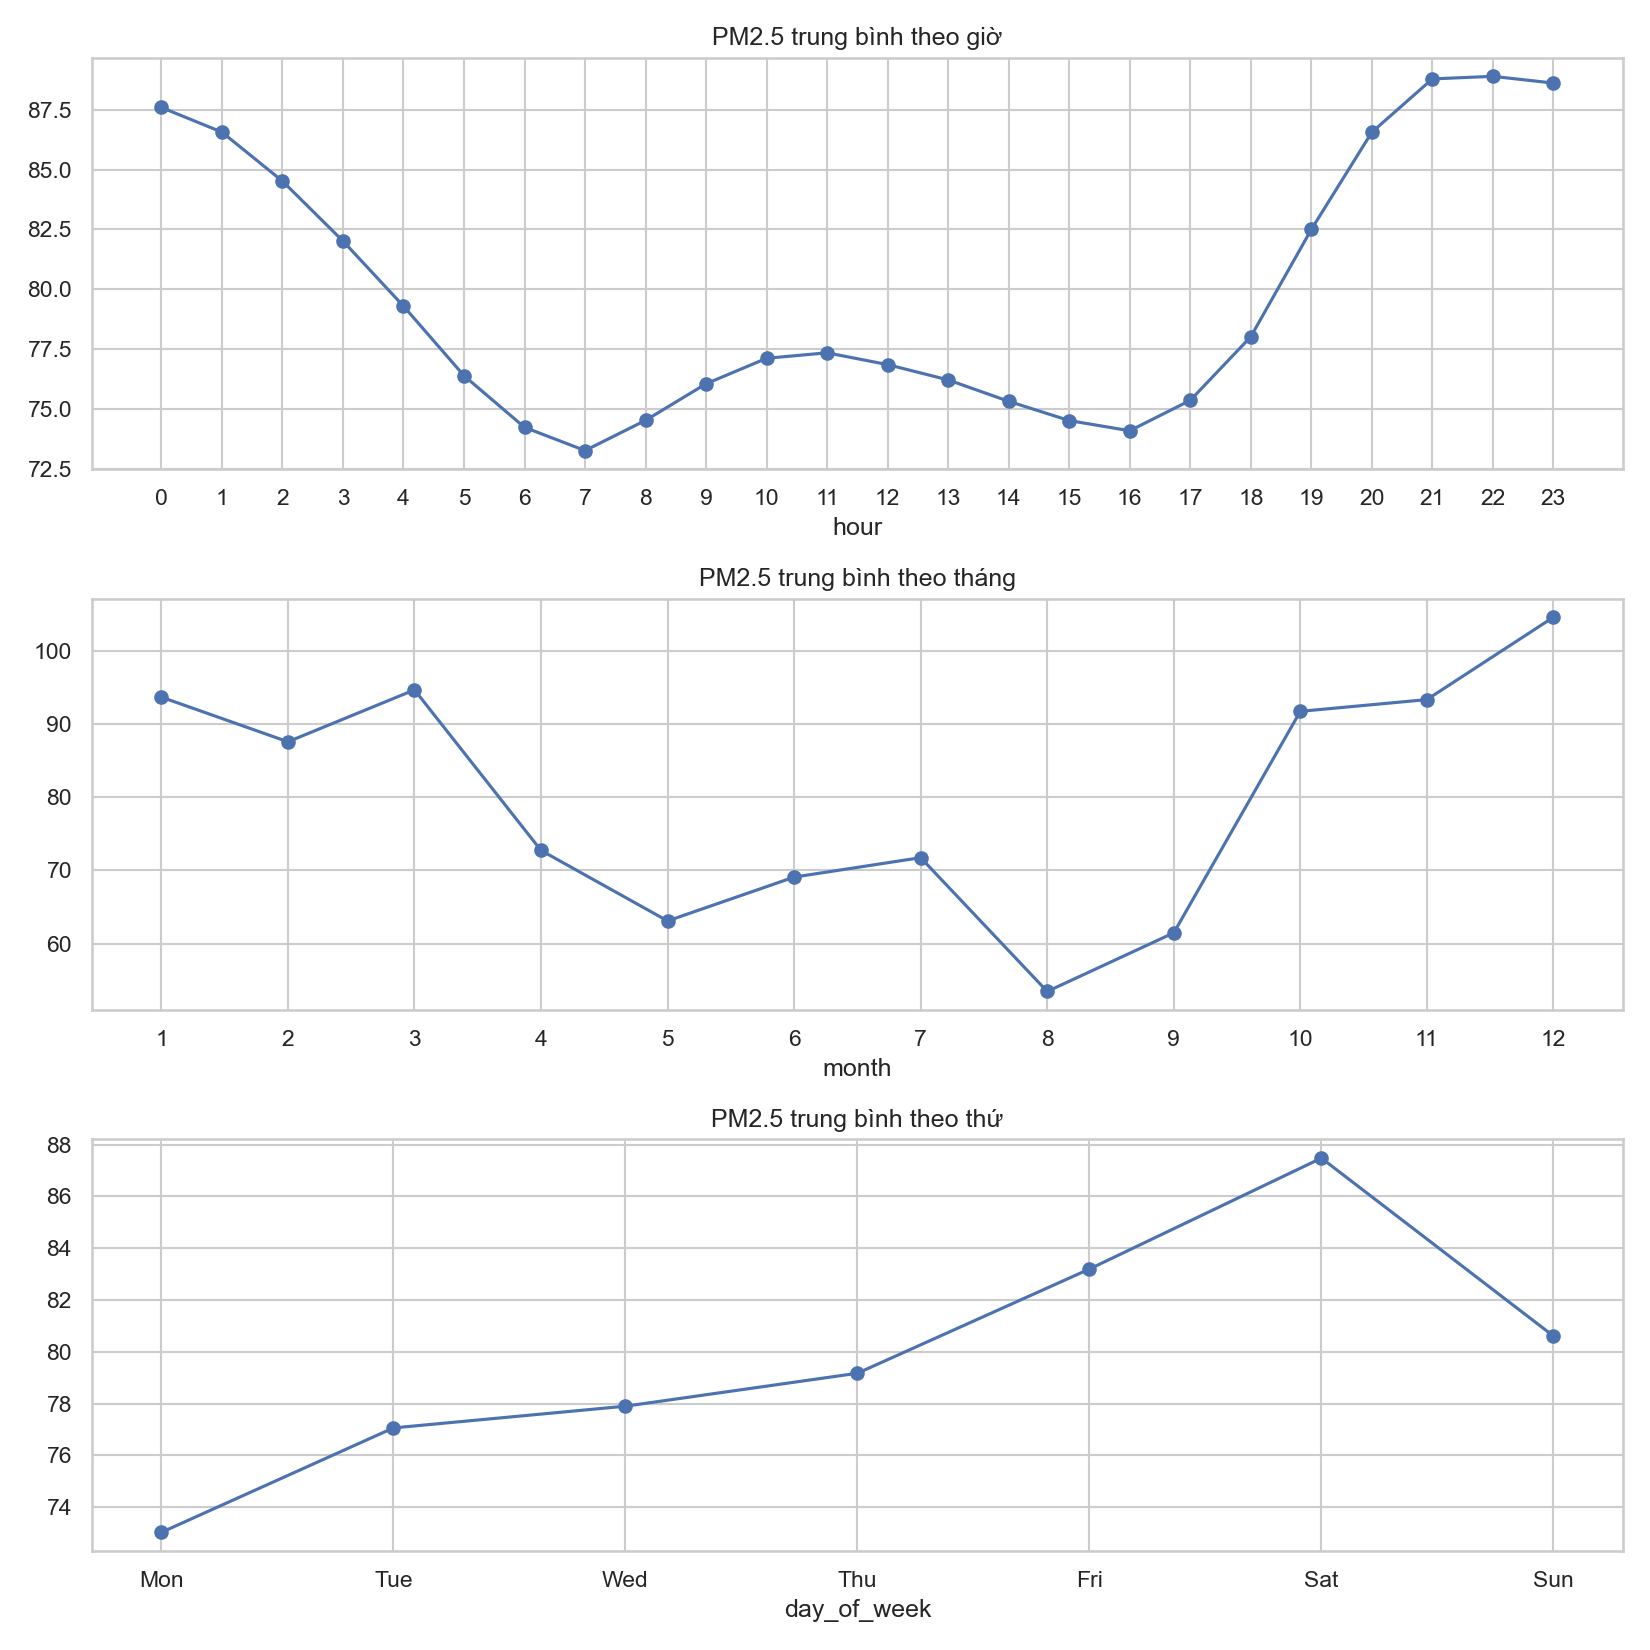 PM2.5 trung bình theo giờ
87.5
85.0
82.5
80.0
77.5
75.0
72.5
0 1 2 3 4 5 6 7 8 9 10 11 12 13 14 15 16 17 18 19 20 21 22 23
hour
PM2.5 trung bình theo tháng
100
90
80
70
60
1 2 3 4 5 6 7 8 9 10 11 12
month
PM2.5 trung bình theo thứ
88
86
84
82
80
78
76
74
Mon Tue Wed Thu Fri Sat Sun
day_of_week